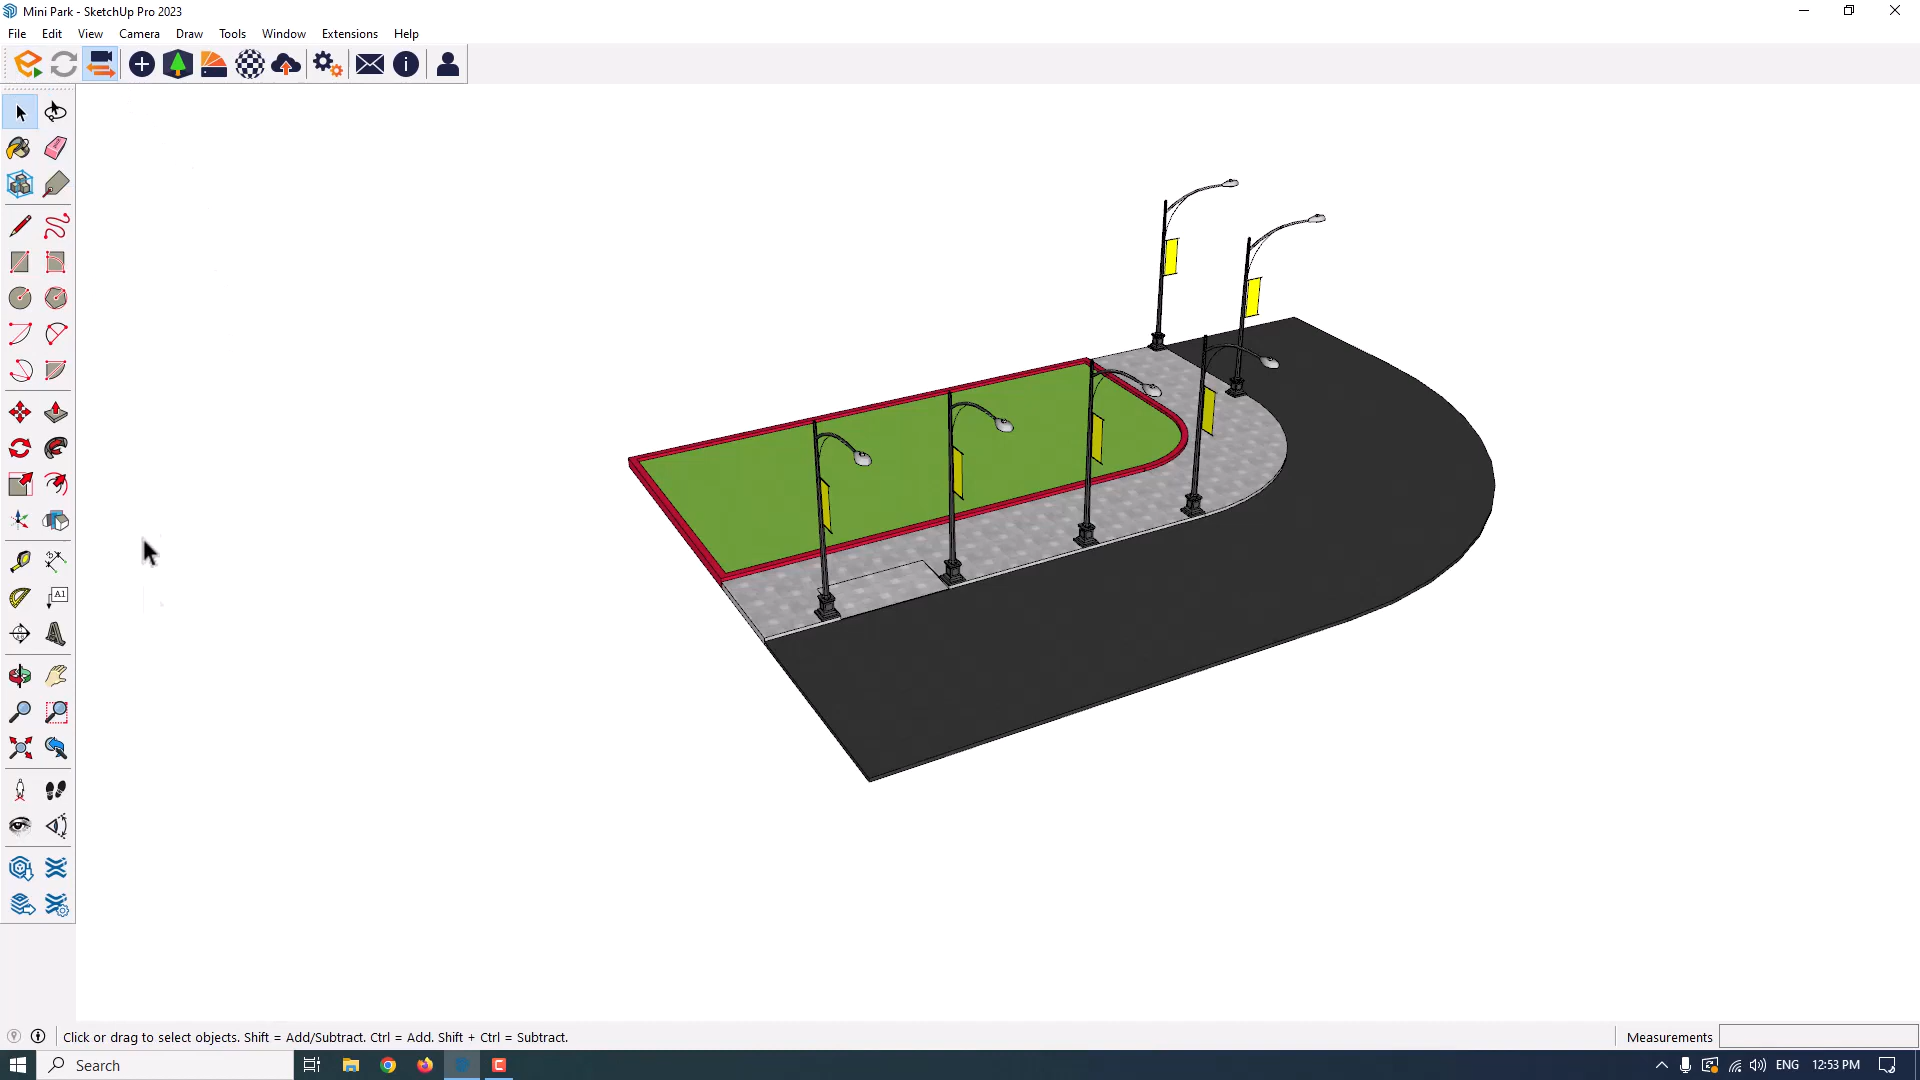 Mini Park - SketchUp Pro 2023
File Edit View Camera Draw Tools Window Extensions Help
A1
Click or drag to select objects. Shift = Add/Subtract. Ctrl = Add. Shift + Ctrl = Subtract.
Measurements
Search
ENG 12:53 PM